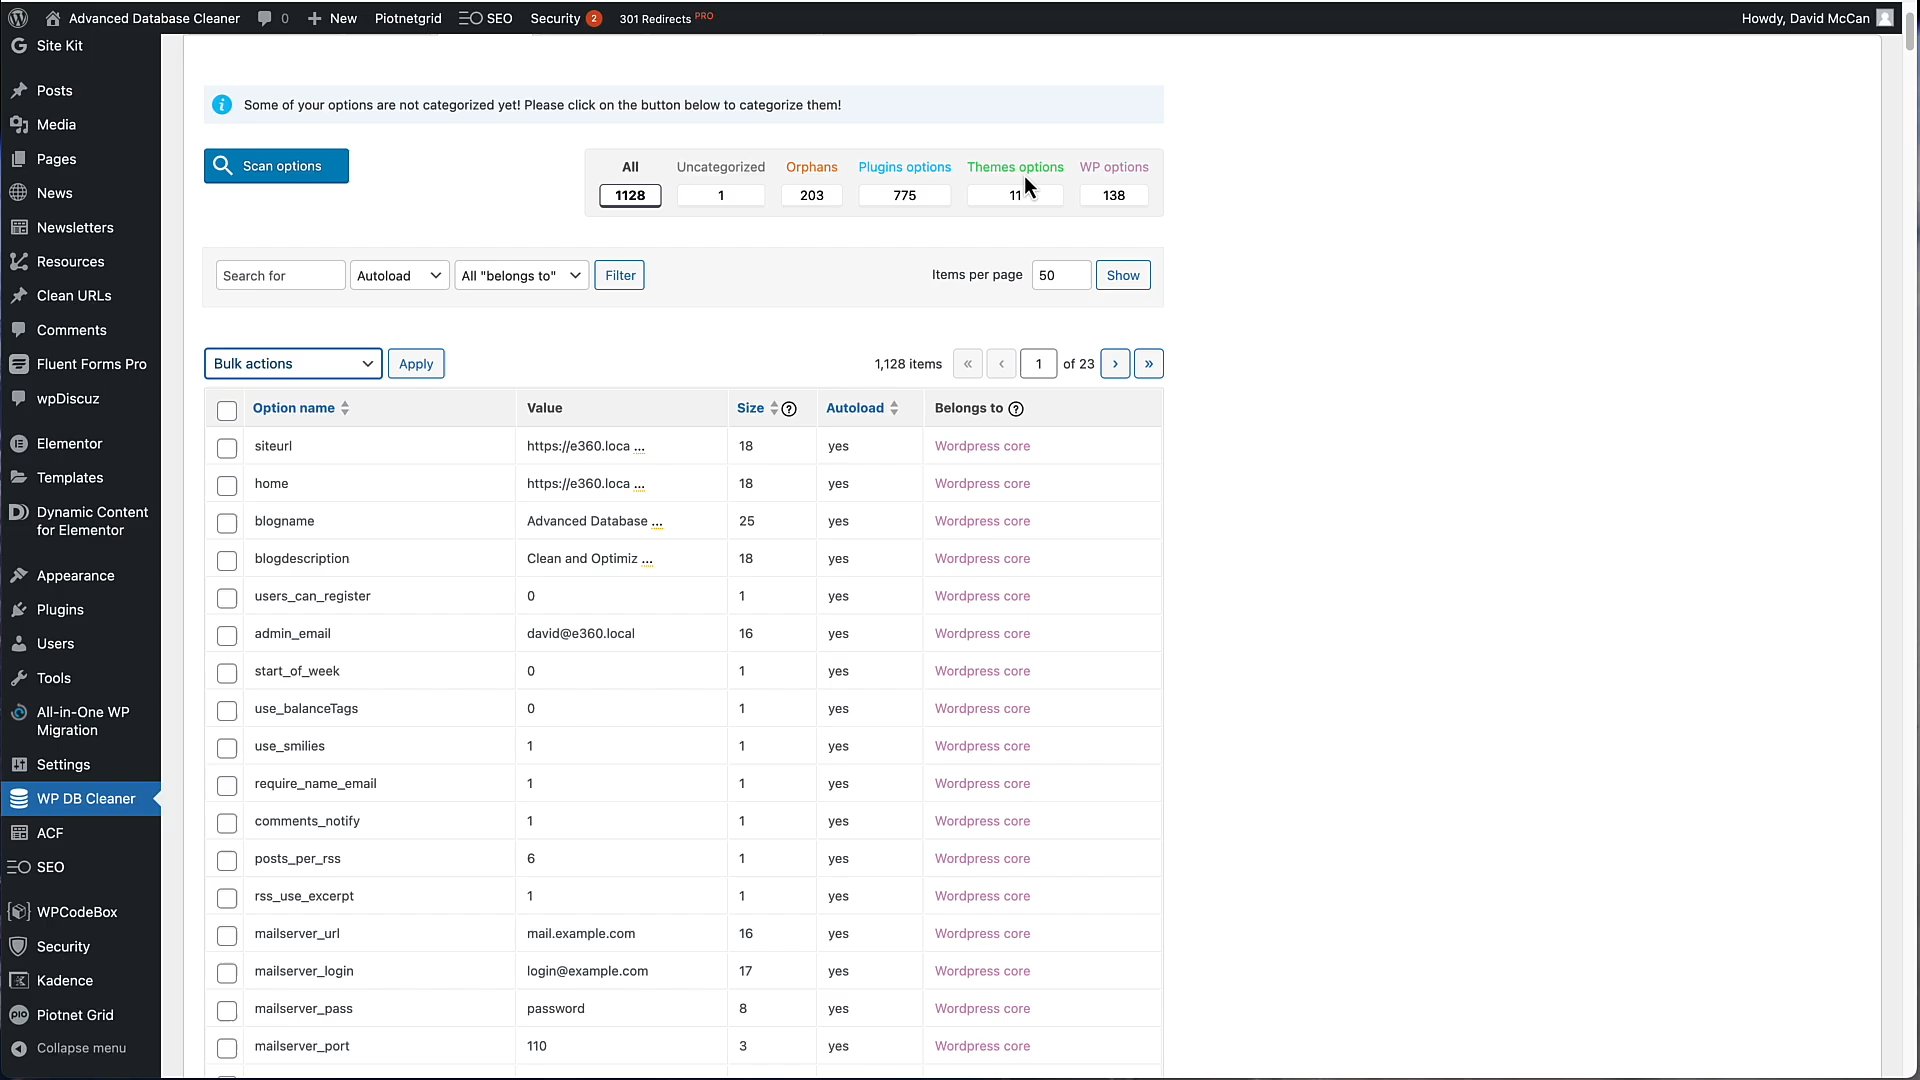 Advanced Database Cleaner 0 New Piotnetgrid SEO Security 2 301 Redirects PRO Howdy, David McCan
Site Kit
Posts
Media
Pages
News
Newsletters
Resources
Clean URLs
Comments
Fluent Forms Pro
wpDiscuz
Elementor
Templates
Dynamic Content
for Elementor
Appearance
Plugins
Users
Tools
All-in-One WP
Migration
Settings
WP DB Cleaner
ACF
SEO
WPCodeBox
Security
Kadence
Piotnet Grid
Collapse menu
Some of your options are not categorized yet! Please click on the button below to categorize them!
Scan options
All Uncategorized Orphans Plugins options Themes options WP options
1128 1 203 775 11 138
Search for Autoload All "belongs to" Filter Items per page 50 Show
Bulk actions Apply 1,128 items « ‹ 1 of 23 › »
Option name Value Size Autoload Belongs to
siteurl https://e360.loca ... 18 yes Wordpress core
home https://e360.loca ... 18 yes Wordpress core
blogname Advanced Database ... 25 yes Wordpress core
blogdescription Clean and Optimiz ... 18 yes Wordpress core
users_can_register 0 1 yes Wordpress core
admin_email david@e360.local 16 yes Wordpress core
start_of_week 0 1 yes Wordpress core
use_balanceTags 0 1 yes Wordpress core
use_smilies 1 1 yes Wordpress core
require_name_email 1 1 yes Wordpress core
comments_notify 1 1 yes Wordpress core
posts_per_rss 6 1 yes Wordpress core
rss_use_excerpt 1 1 yes Wordpress core
mailserver_url mail.example.com 16 yes Wordpress core
mailserver_login login@example.com 17 yes Wordpress core
mailserver_pass password 8 yes Wordpress core
mailserver_port 110 3 yes Wordpress core